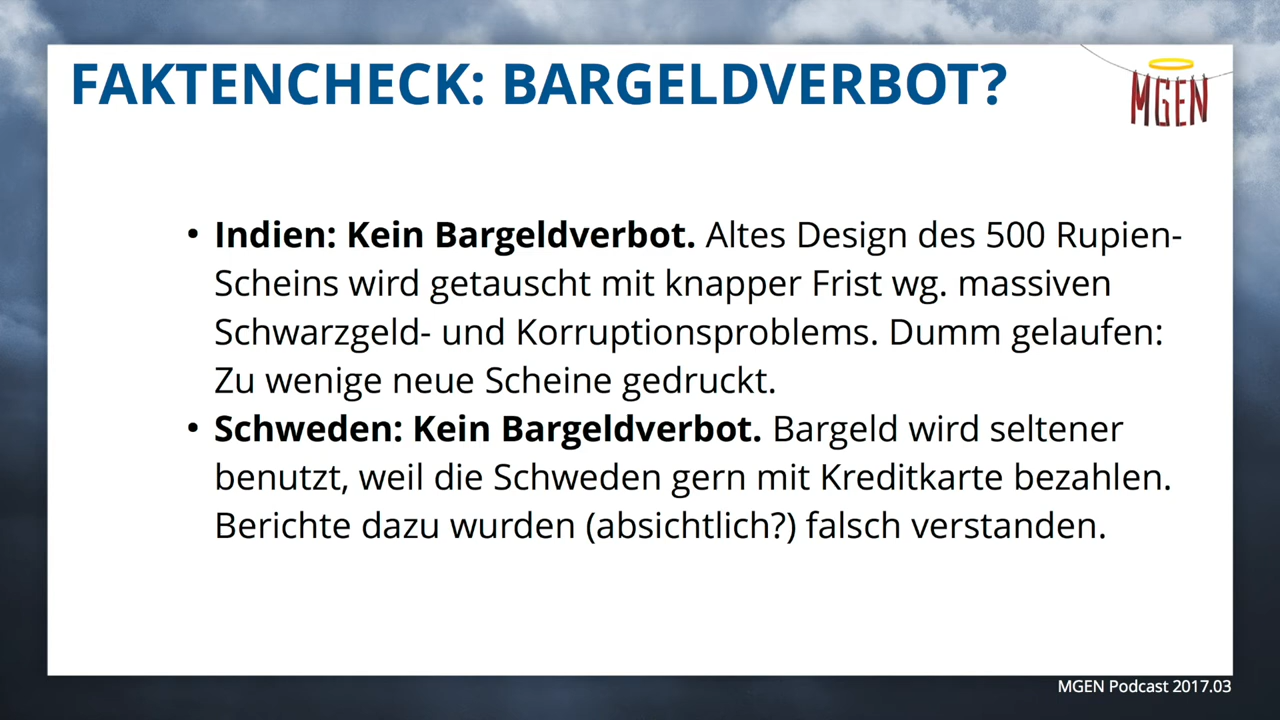 FAKTENCHECK: BARGELDVERBOT?
MGEN
• Indien: Kein Bargeldverbot. Altes Design des 500 Rupien-
Scheins wird getauscht mit knapper Frist wg. massiven
Schwarzgeld- und Korruptionsproblems. Dumm gelaufen:
Zu wenige neue Scheine gedruckt.
• Schweden: Kein Bargeldverbot. Bargeld wird seltener
benutzt, weil die Schweden gern mit Kreditkarte bezahlen.
Berichte dazu wurden (absichtlich?) falsch verstanden.
MGEN Podcast 2017.03